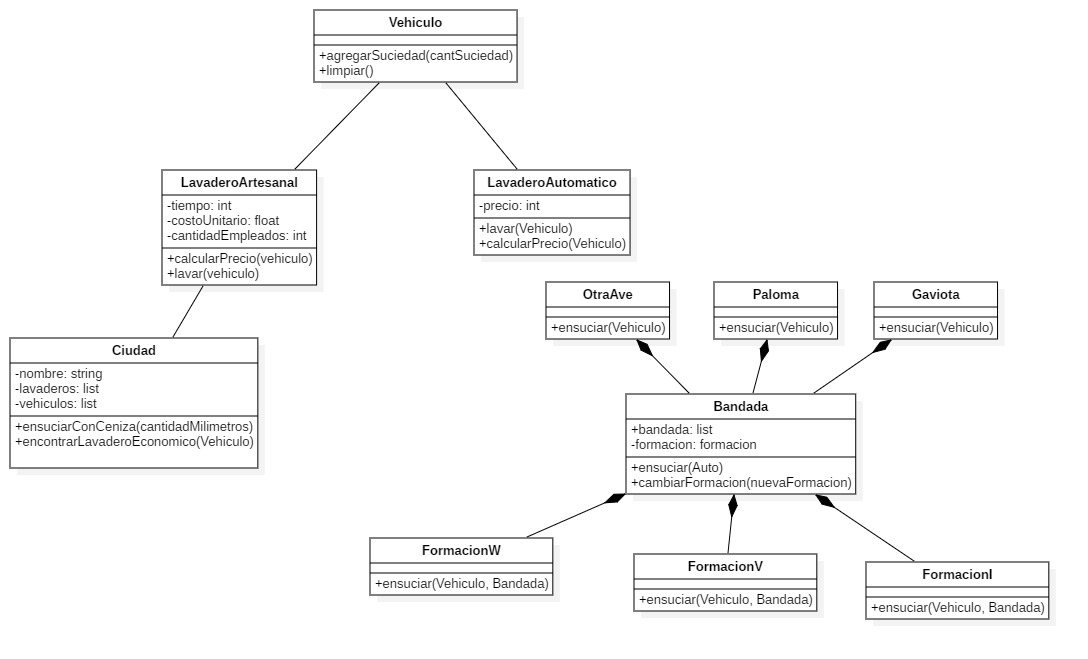 Vehiculo
+agregarSuciedad(cantSuciedad)
+limpiar()
LavaderoArtesanal
-tiempo: int
-costoUnitario: float
-cantidadEmpleados: int
+calcularPrecio(vehiculo)
+lavar(vehiculo)
LavaderoAutomatico
-precio: int
+lavar(Vehiculo)
+calcularPrecio(Vehiculo)
OtraAve
+ensuciar(Vehiculo)
Paloma
+ensuciar(Vehiculo)
Gaviota
+ensuciar(Vehiculo)
Ciudad
-nombre: string
-lavaderos: list
-vehiculos: list
+ensuciarConCeniza(cantidadMilimetros)
+encontrarLavaderoEconomico(Vehiculo)
Bandada
+bandada: list
-formacion: formacion
+ensuciar(Auto)
+cambiarFormacion(nuevaFormacion)
FormacionW
+ensuciar(Vehiculo, Bandada)
FormacionV
+ensuciar(Vehiculo, Bandada)
FormacionI
+ensuciar(Vehiculo, Bandada)